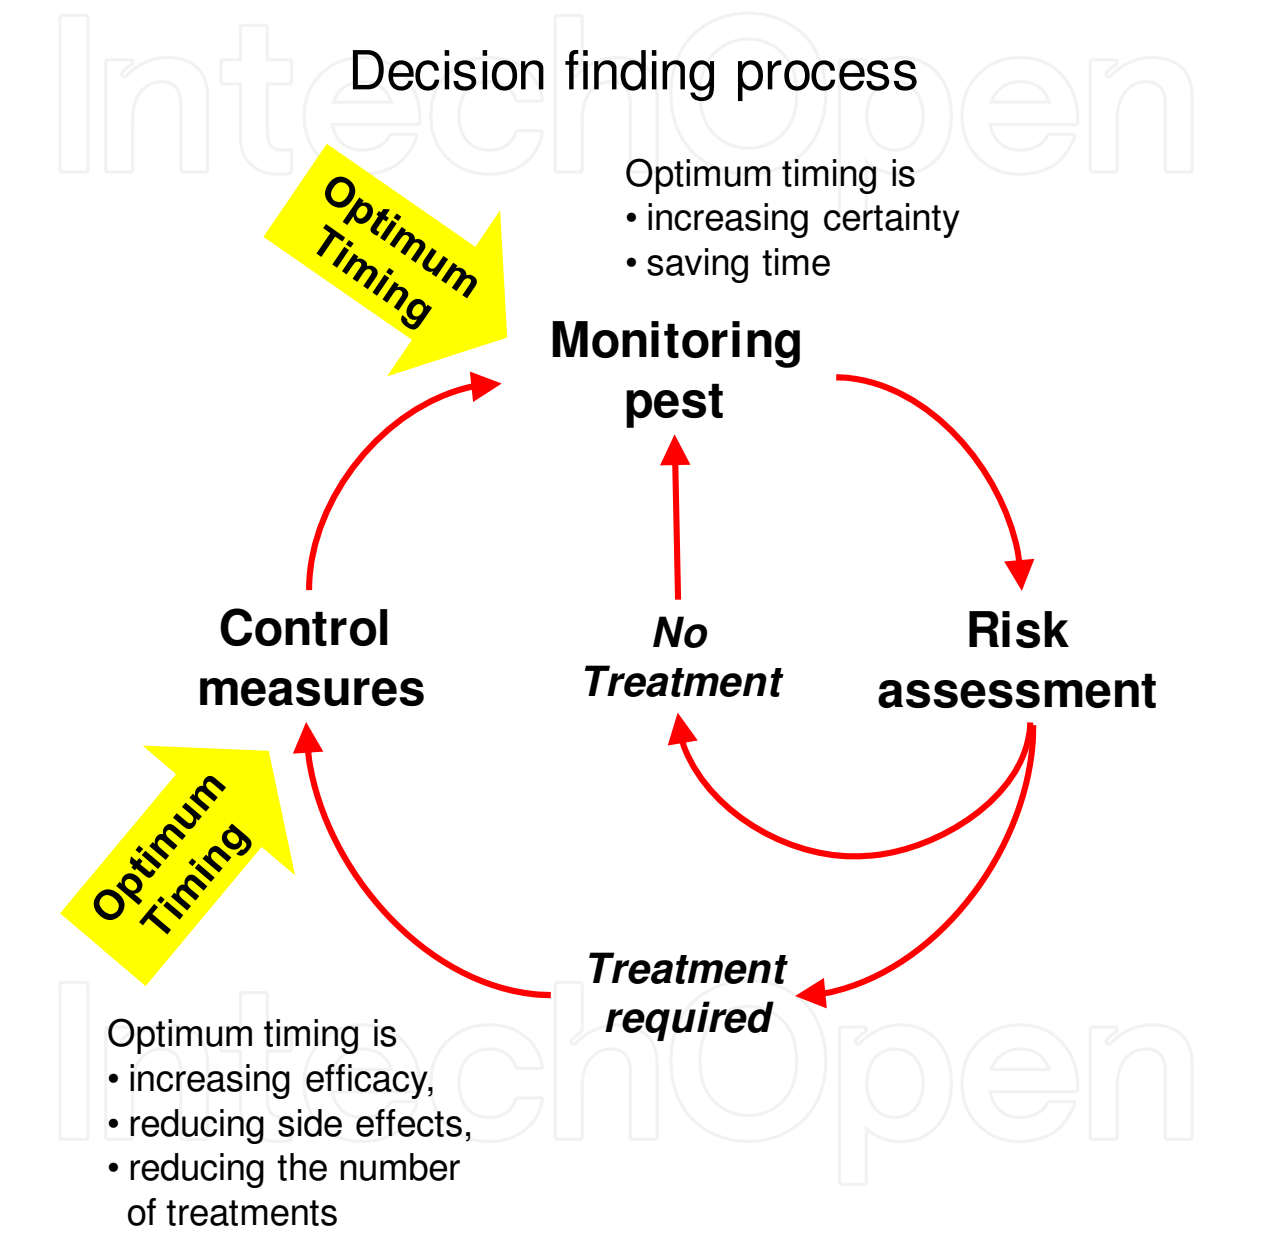 IntechOpen
Decision finding process
Optimum
Timing
Optimum timing is
• increasing certainty
• saving time
Monitoring
pest
Control
measures
No
Treatment
Risk
assessment
Optimum
Timing
Treatment
required
IntechOpen
Optimum timing is
• increasing efficacy,
• reducing side effects,
• reducing the number
of treatments